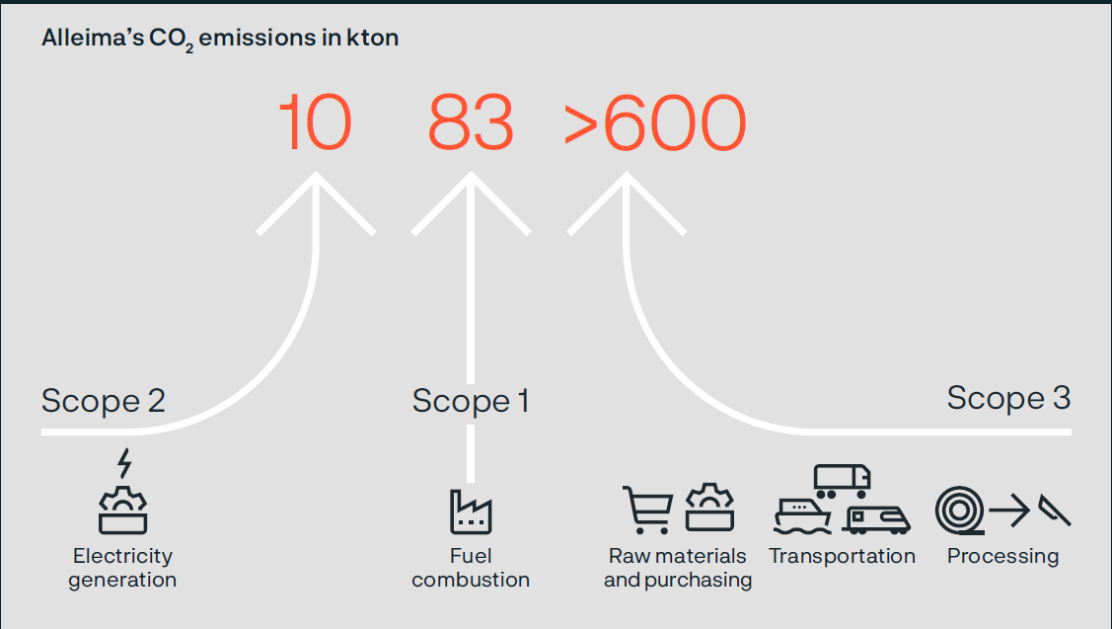 Alleima's CO₂ emissions in kton
10 83 >600
Scope 2
Scope 1
Scope 3
Electricity
generation
Fuel
combustion
Raw materials
and purchasing
Transportation
Processing